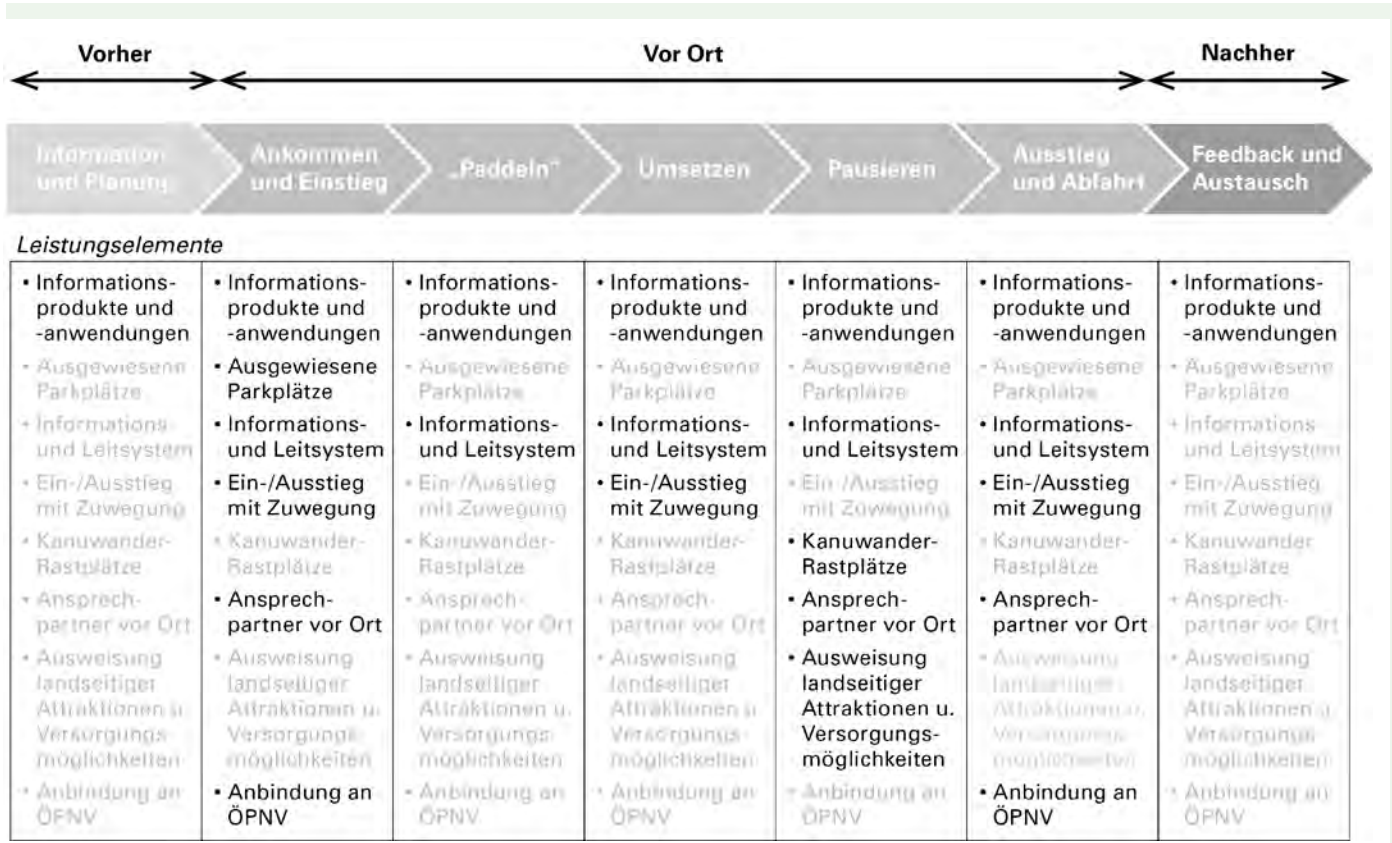 Vorher
Vor Ort
Nachher
Information
und Planung
Ankommen
und Einstieg
„Paddeln“
Umsetzen
Pausieren
Ausstieg
und Abfahrt
Feedback und
Austausch
Leistungselemente
• Informations-
produkte und
-anwendungen
• Ausgewiesene
Parkplätze
• Informations-
und Leitsystem
• Ein-/Ausstieg
mit Zuwegung
• Kanuwander-
Rastplätze
• Ansprech-
partner vor Ort
• Ausweisung
landseitiger
Attraktionen u.
Versorgungs-
möglichkeiten
• Anbindung an
ÖPNV
• Informations-
produkte und
-anwendungen
• Ausgewiesene
Parkplätze
• Informations-
und Leitsystem
• Ein-/Ausstieg
mit Zuwegung
• Kanuwander-
Rastplätze
• Ansprech-
partner vor Ort
• Ausweisung
landseitiger
Attraktionen u.
Versorgungs-
möglichkeiten
• Anbindung an
ÖPNV
• Informations-
produkte und
-anwendungen
• Ausgewiesene
Parkplätze
• Informations-
und Leitsystem
• Ein-/Ausstieg
mit Zuwegung
• Kanuwander-
Rastplätze
• Ansprech-
partner vor Ort
• Ausweisung
landseitiger
Attraktionen u.
Versorgungs-
möglichkeiten
• Anbindung an
ÖPNV
• Informations-
produkte und
-anwendungen
• Ausgewiesene
Parkplätze
• Informations-
und Leitsystem
• Ein-/Ausstieg
mit Zuwegung
• Kanuwander-
Rastplätze
• Ansprech-
partner vor Ort
• Ausweisung
landseitiger
Attraktionen u.
Versorgungs-
möglichkeiten
• Anbindung an
ÖPNV
• Informations-
produkte und
-anwendungen
• Ausgewiesene
Parkplätze
• Informations-
und Leitsystem
• Ein-/Ausstieg
mit Zuwegung
• Kanuwander-
Rastplätze
• Ansprech-
partner vor Ort
• Ausweisung
landseitiger
Attraktionen u.
Versorgungs-
möglichkeiten
• Anbindung an
ÖPNV
• Informations-
produkte und
-anwendungen
• Ausgewiesene
Parkplätze
• Informations-
und Leitsystem
• Ein-/Ausstieg
mit Zuwegung
• Kanuwander-
Rastplätze
• Ansprech-
partner vor Ort
• Ausweisung
landseitiger
Attraktionen u.
Versorgungs-
möglichkeiten
• Anbindung an
ÖPNV
• Informations-
produkte und
-anwendungen
• Ausgewiesene
Parkplätze
• Informations-
und Leitsystem
• Ein-/Ausstieg
mit Zuwegung
• Kanuwander-
Rastplätze
• Ansprech-
partner vor Ort
• Ausweisung
landseitiger
Attraktionen u.
Versorgungs-
möglichkeiten
• Anbindung an
ÖPNV